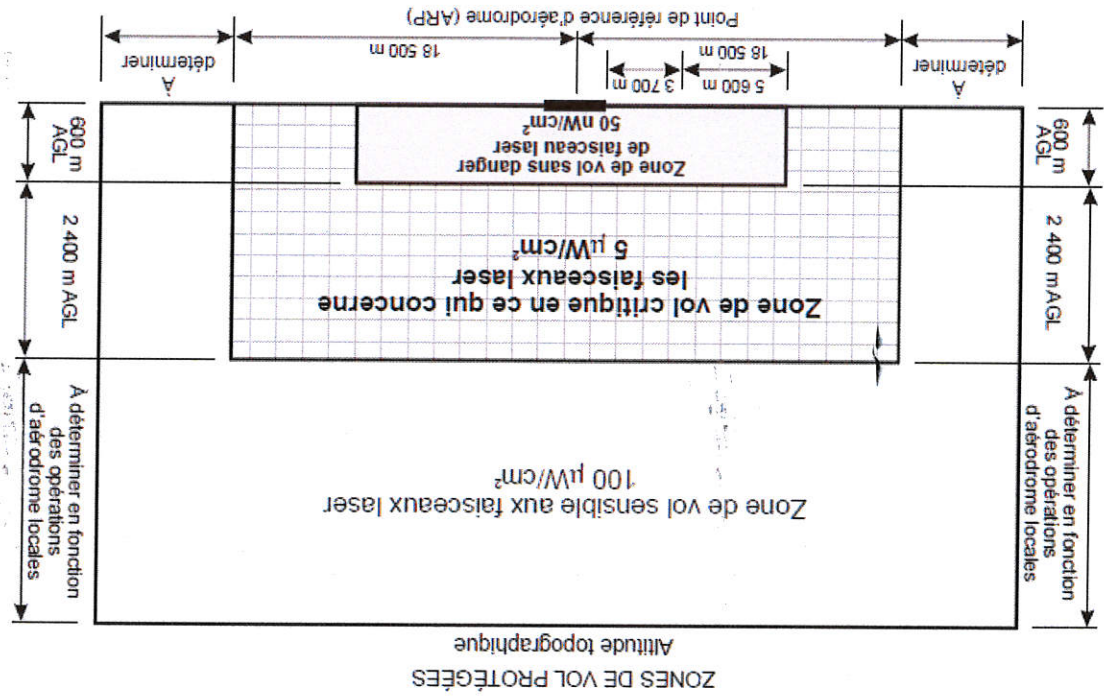 ZONES DE VOL PROTÉGÉES
Altitude topographique
À déterminer en fonction
des opérations
d'aérodrome locales
Zone de vol sensible aux faisceaux laser
100 µW/cm²
À déterminer en fonction
des opérations
d'aérodrome locales
2 400 m AGL
Zone de vol critique en ce qui concerne
les faisceaux laser
5 µW/cm²
2 400 m AGL
600 m
AGL
Zone de vol sans danger
de faisceau laser
50 nW/cm²
600 m
AGL
À
déterminer
5 600 m
3 700 m
18 500 m
18 500 m
À
déterminer
Point de référence d'aérodrome (ARP)